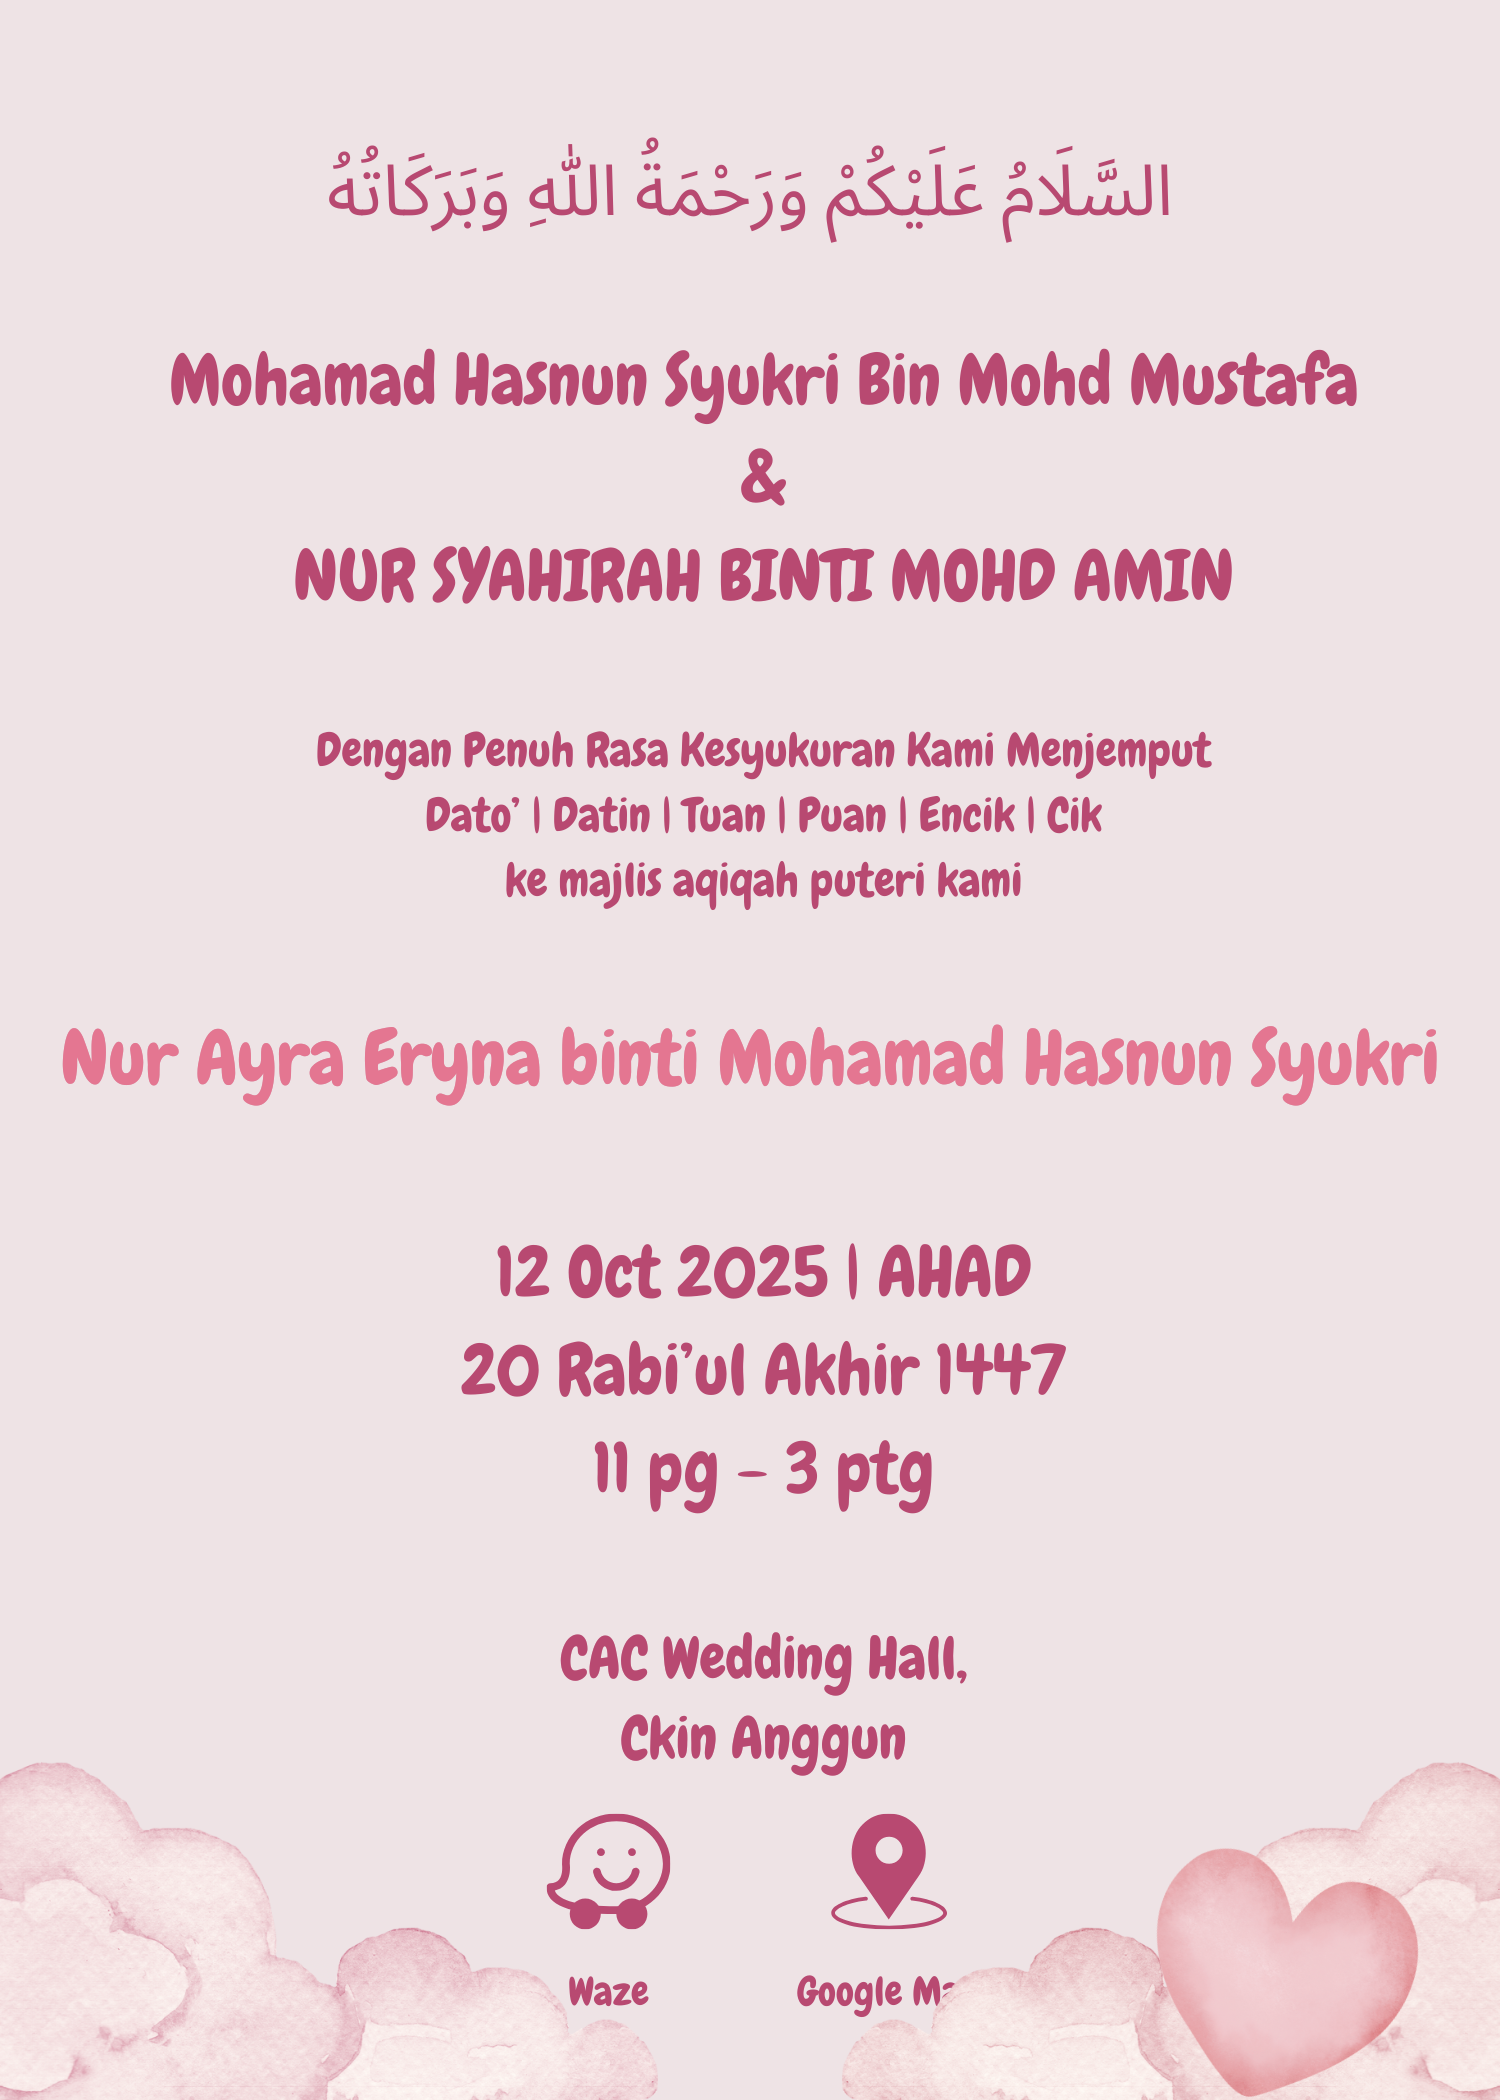 السَّلَامُ عَلَيْكُمْ وَرَحْمَةُ اللّٰهِ وَبَرَكَاتُهُ
Mohamad Hasnun Syukri Bin Mohd Mustafa
&
NUR SYAHIRAH BINTI MOHD AMIN
Dengan Penuh Rasa Kesyukuran Kami Menjemput
Dato’ | Datin | Tuan | Puan | Encik | Cik
ke majlis aqiqah puteri kami
Nur Ayra Eryna binti Mohamad Hasnun Syukri
12 Oct 2025 | AHAD
20 Rabi’ul Akhir 1447
11 pg - 3 ptg
CAC Wedding Hall,
Ckin Anggun
Waze
Google